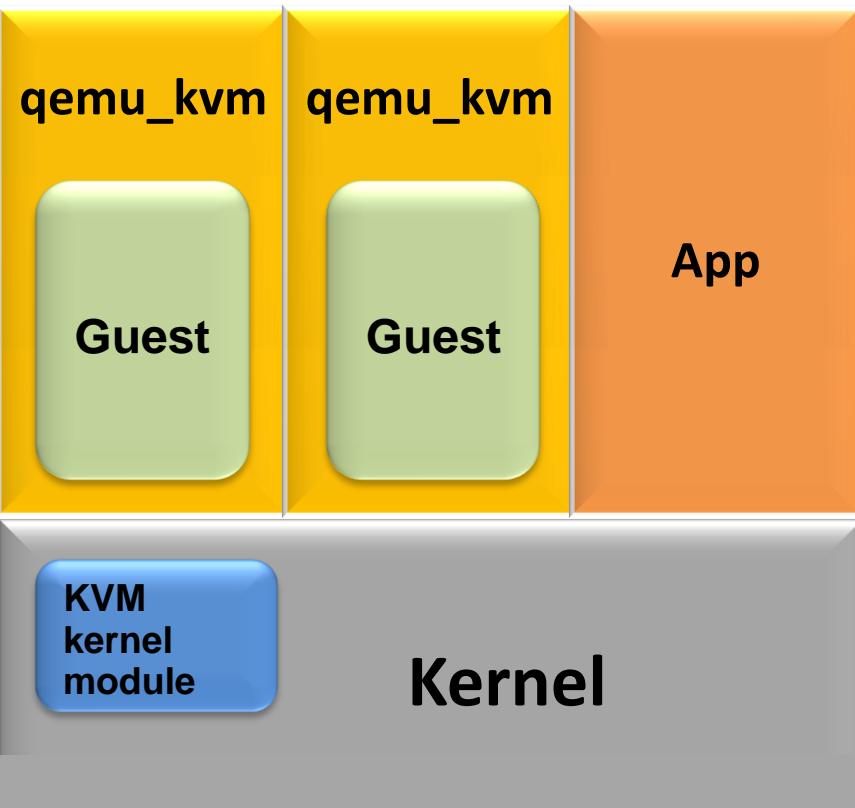 qemu_kvm
qemu_kvm
App
Guest
Guest
KVM
kernel
module
Kernel